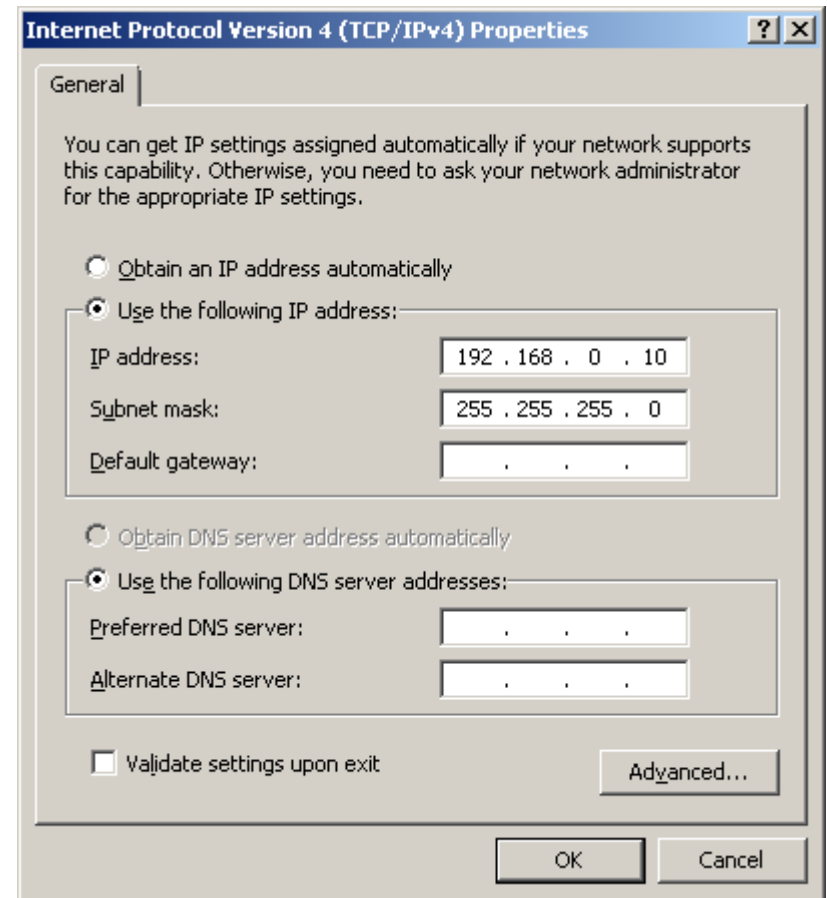 Internet Protocol Version 4 (TCP/IPv4) Properties
General
You can get IP settings assigned automatically if your network supports
this capability. Otherwise, you need to ask your network administrator
for the appropriate IP settings.
Obtain an IP address automatically
Use the following IP address:
IP address: 192 . 168 . 0 . 10
Subnet mask: 255 . 255 . 255 . 0
Default gateway: . . .
Obtain DNS server address automatically
Use the following DNS server addresses:
Preferred DNS server: . . .
Alternate DNS server: . . .
Validate settings upon exit
Advanced...
OK Cancel